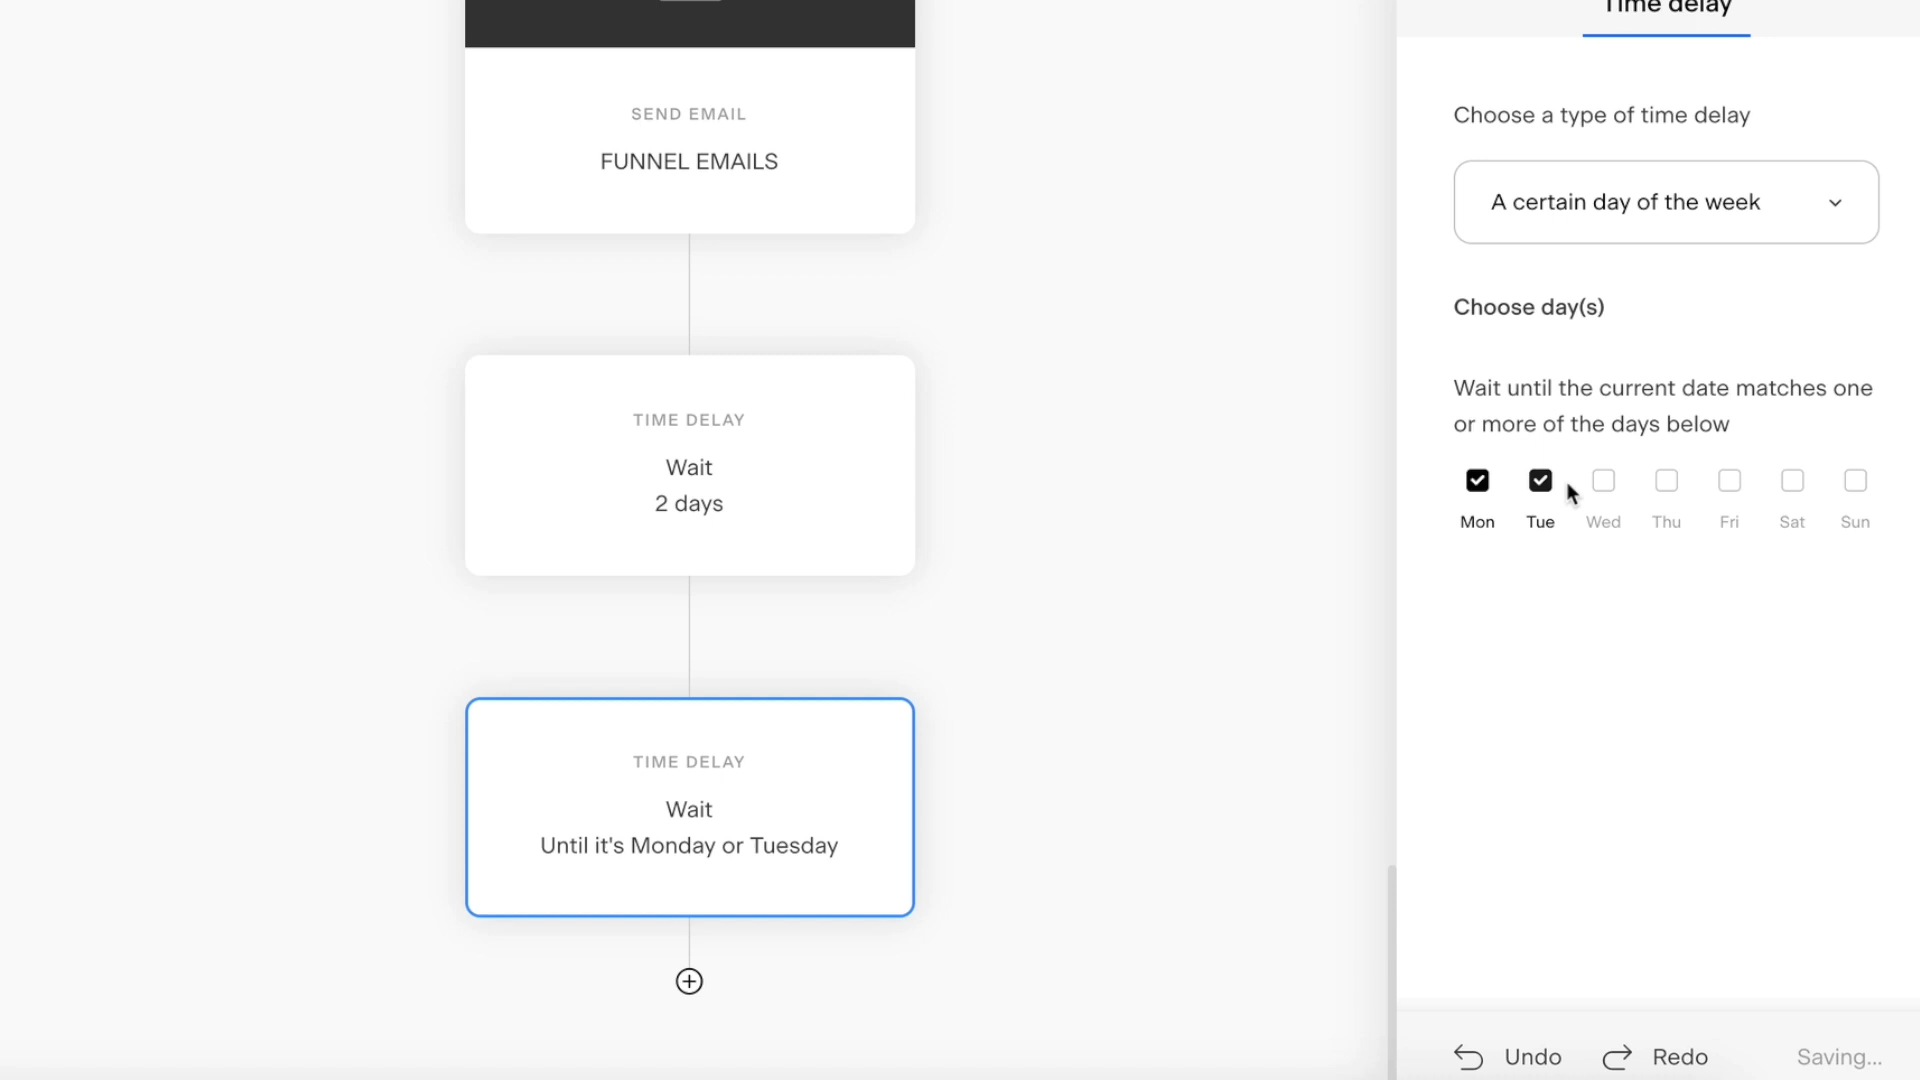 SEND EMAIL
FUNNEL EMAILS
TIME DELAY
Wait
2 days
TIME DELAY
Wait
Until it's Monday or Tuesday
Time delay
Choose a type of time delay
A certain day of the week
Choose day(s)
Wait until the current date matches one
or more of the days below
Mon Tue Wed Thu Fri Sat Sun
Undo Redo Saving...